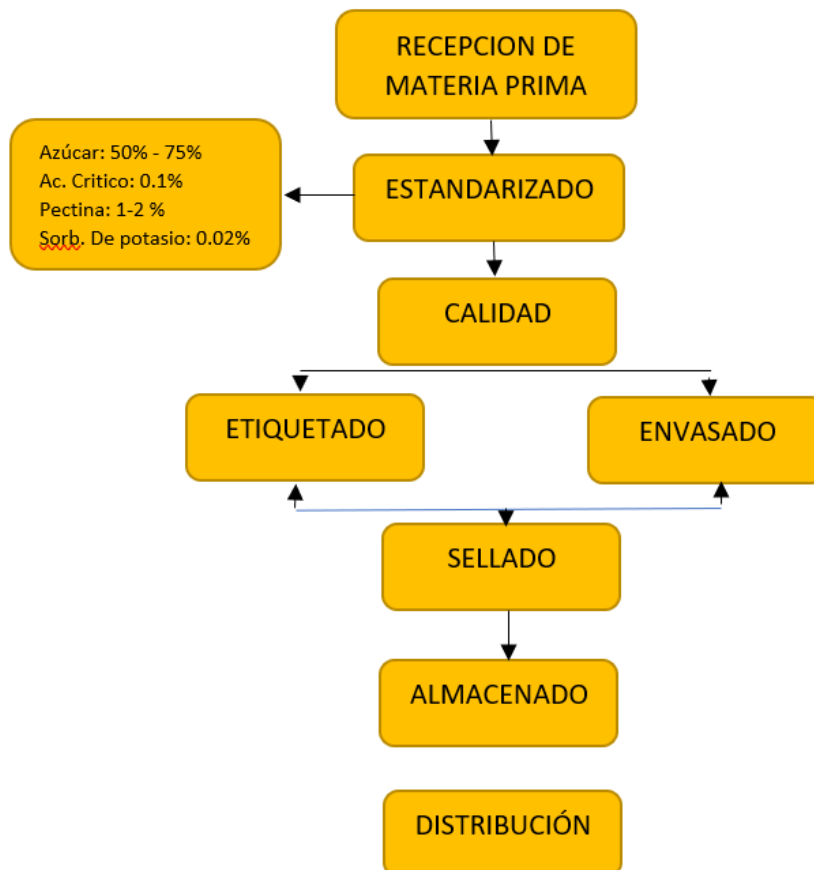 RECEPCION DE
MATERIA PRIMA
Azúcar: 50% - 75%
Ac. Critico: 0.1%
Pectina: 1-2 %
Sorb. De potasio: 0.02%
ESTANDARIZADO
CALIDAD
ETIQUETADO
ENVASADO
SELLADO
ALMACENADO
DISTRIBUCIÓN